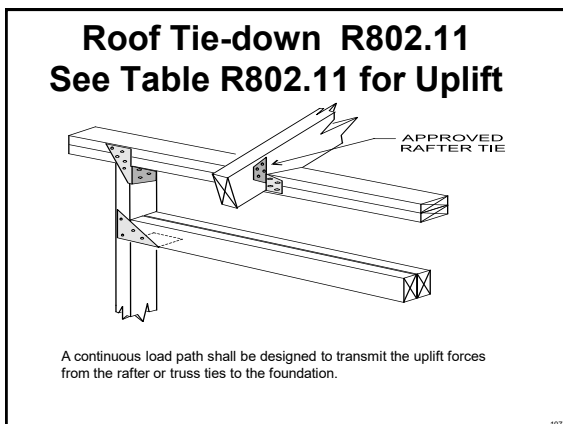 Roof Tie-down R802.11
See Table R802.11 for Uplift
APPROVED
RAFTER TIE
A continuous load path shall be designed to transmit the uplift forces
from the rafter or truss ties to the foundation.
107